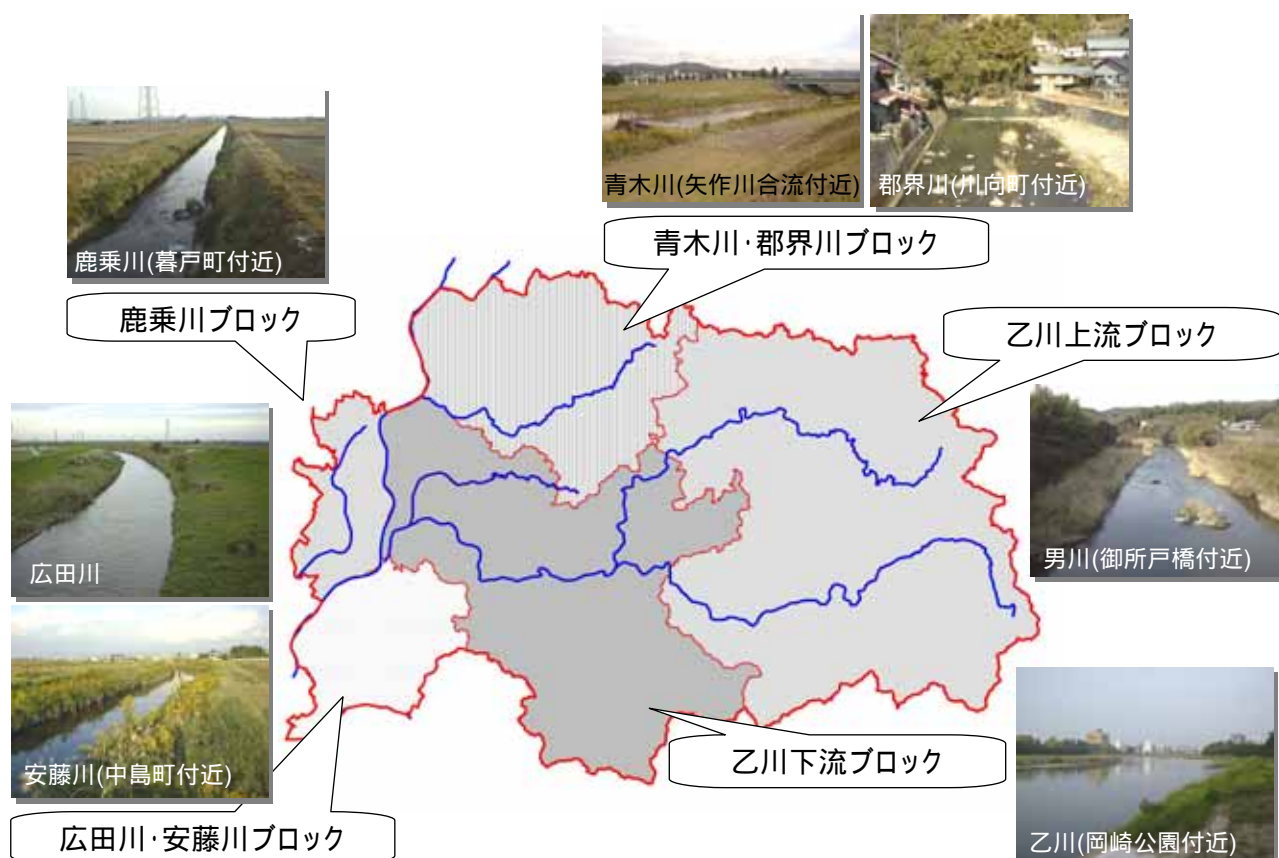 青木川(矢作川合流付近)
郡界川(川向町付近)
鹿乗川(暮戸町付近)
青木川･郡界川ブロック
鹿乗川ブロック
乙川上流ブロック
広田川
男川(御所戸橋付近)
安藤川(中島町付近)
乙川下流ブロック
広田川･安藤川ブロック
乙川(岡崎公園付近)